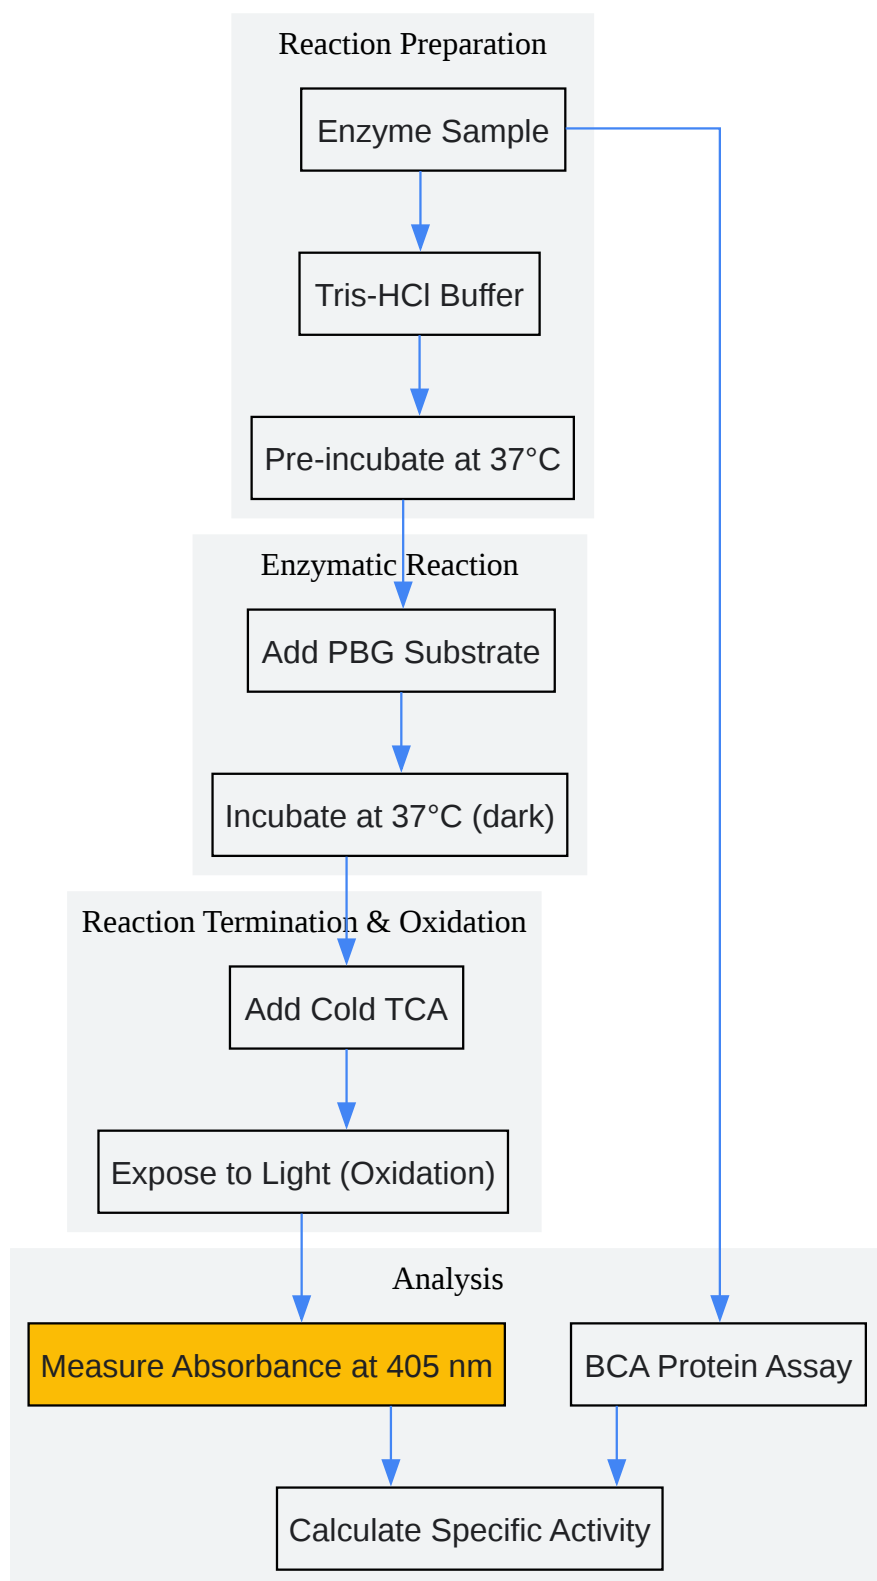 Reaction Preparation
Enzyme Sample
Tris-HCl Buffer
Pre-incubate at 37°C
Enzymatic Reaction
Add PBG Substrate
Incubate at 37°C (dark)
Reaction Termination & Oxidation
Add Cold TCA
Expose to Light (Oxidation)
Analysis
Measure Absorbance at 405 nm
BCA Protein Assay
Calculate Specific Activity